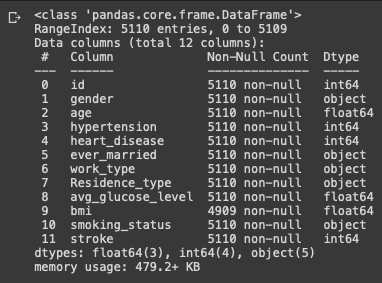 <class 'pandas.core.frame.DataFrame'>
RangeIndex: 5110 entries, 0 to 5109
Data columns (total 12 columns):
 #   Column             Non-Null Count  Dtype
---  ------             --------------  -----
 0   id                 5110 non-null   int64
 1   gender             5110 non-null   object
 2   age                5110 non-null   float64
 3   hypertension       5110 non-null   int64
 4   heart_disease      5110 non-null   int64
 5   ever_married       5110 non-null   object
 6   work_type          5110 non-null   object
 7   Residence_type     5110 non-null   object
 8   avg_glucose_level  5110 non-null   float64
 9   bmi                4909 non-null   float64
 10  smoking_status     5110 non-null   object
 11  stroke             5110 non-null   int64
dtypes: float64(3), int64(4), object(5)
memory usage: 479.2+ KB